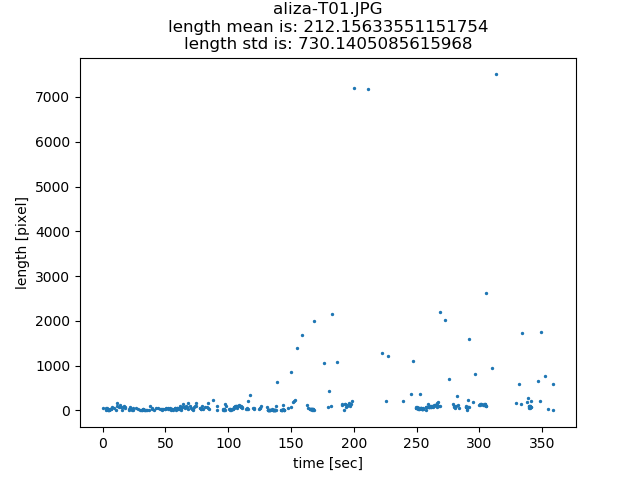 aliza-T01.JPG
length mean is: 212.15633551151754
length std is: 730.1405085615968
7000
6000
5000
4000
3000
2000
1000
0
length [pixel]
0 50 100 150 200 250 300 350
time [sec]